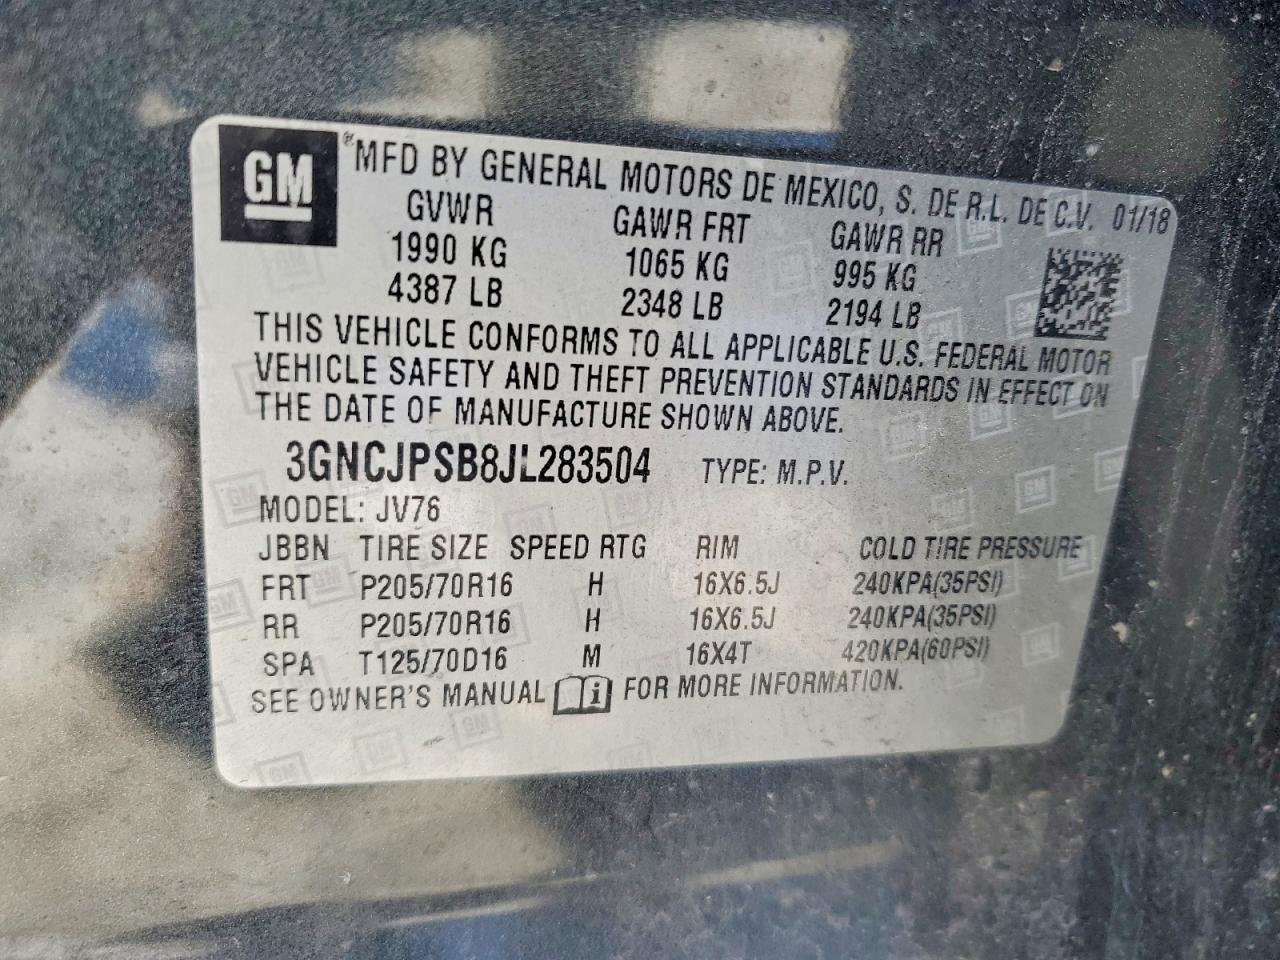 GM ® MFD BY GENERAL MOTORS DE MEXICO, S. DE R.L. DE C.V. 01/18
GVWR GAWR FRT GAWR RR
1990 KG 1065 KG 995 KG
4387 LB 2348 LB 2194 LB
THIS VEHICLE CONFORMS TO ALL APPLICABLE U.S. FEDERAL MOTOR
VEHICLE SAFETY AND THEFT PREVENTION STANDARDS IN EFFECT ON
THE DATE OF MANUFACTURE SHOWN ABOVE.
3GNCJPSB8JL283504 TYPE: M.P.V.
MODEL: JV76
JBBN TIRE SIZE SPEED RTG RIM COLD TIRE PRESSURE
FRT P205/70R16 H 16X6.5J 240KPA(35PSI)
RR P205/70R16 H 16X6.5J 240KPA(35PSI)
SPA T125/70D16 M 16X4T 420KPA(60PSI)
SEE OWNER'S MANUAL i FOR MORE INFORMATION.